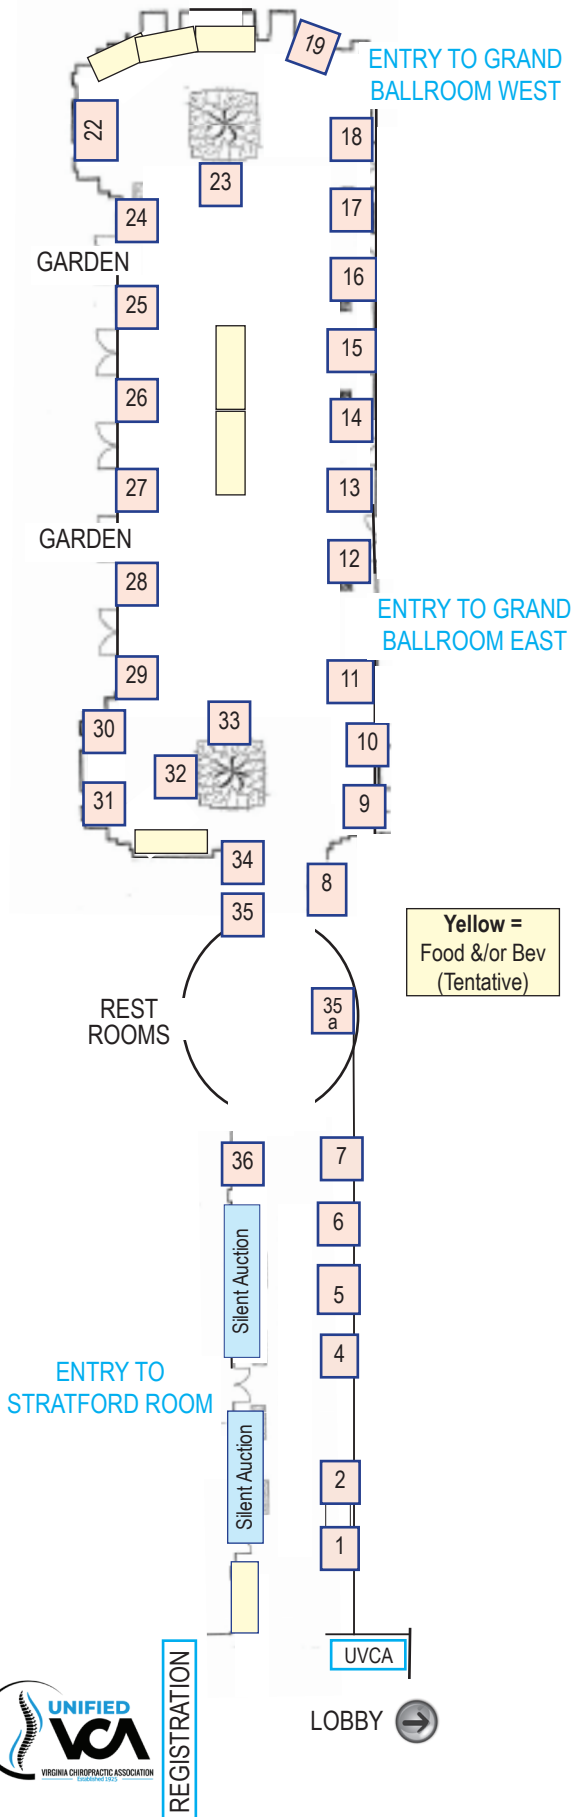 19
ENTRY TO GRAND
BALLROOM WEST
22
18
23
17
24
GARDEN
16
25
15
26
14
27
13
GARDEN
12
28
ENTRY TO GRAND
BALLROOM EAST
29
11
30
33
10
32
31
9
34
8
35
Yellow =
Food &/or Bev
(Tentative)
REST
ROOMS
35
a
36
7
6
Silent Auction
5
4
ENTRY TO
STRATFORD ROOM
Silent Auction
2
1
UVCA
REGISTRATION
LOBBY
UNIFIED
VCA
VIRGINIA CHIROPRACTIC ASSOCIATION
Established 1925